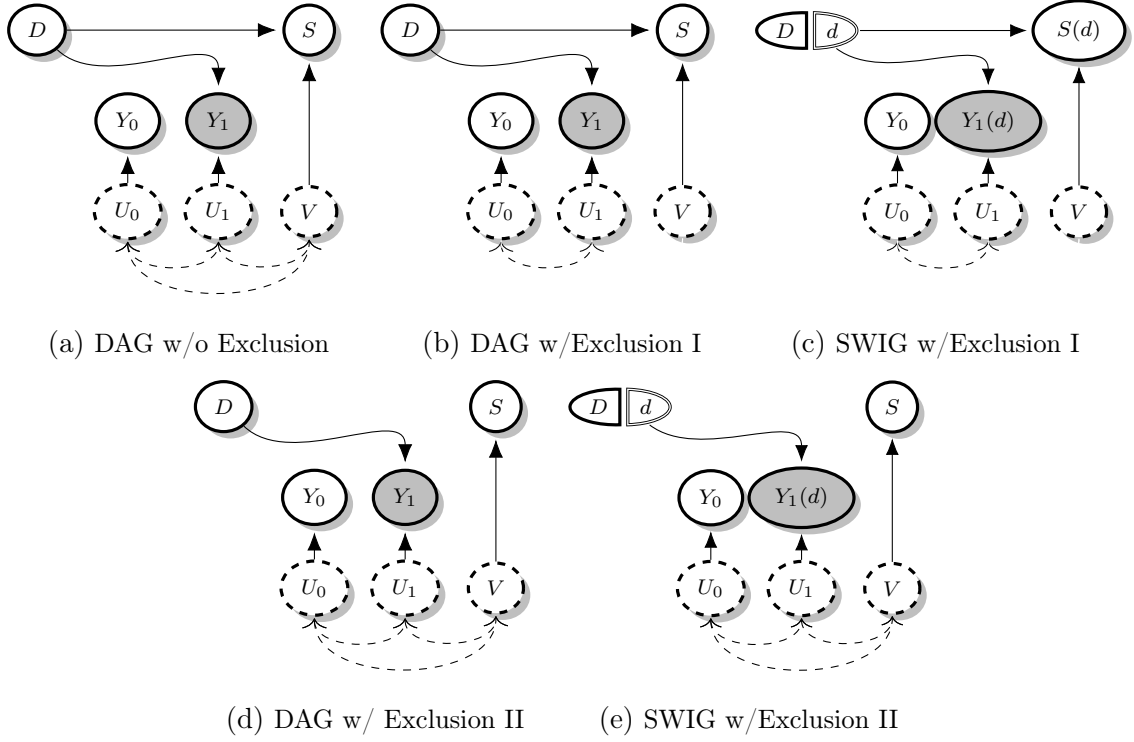 D S D S D d S(d)
Y₀ Y₁ Y₀ Y₁ Y₀ Y₁(d)
U₀ U₁ V U₀ U₁ V U₀ U₁ V
(a) DAG w/o Exclusion (b) DAG w/Exclusion I (c) SWIG w/Exclusion I
D S D d S
Y₀ Y₁ Y₀ Y₁(d)
U₀ U₁ V U₀ U₁ V
(d) DAG w/ Exclusion II (e) SWIG w/Exclusion II